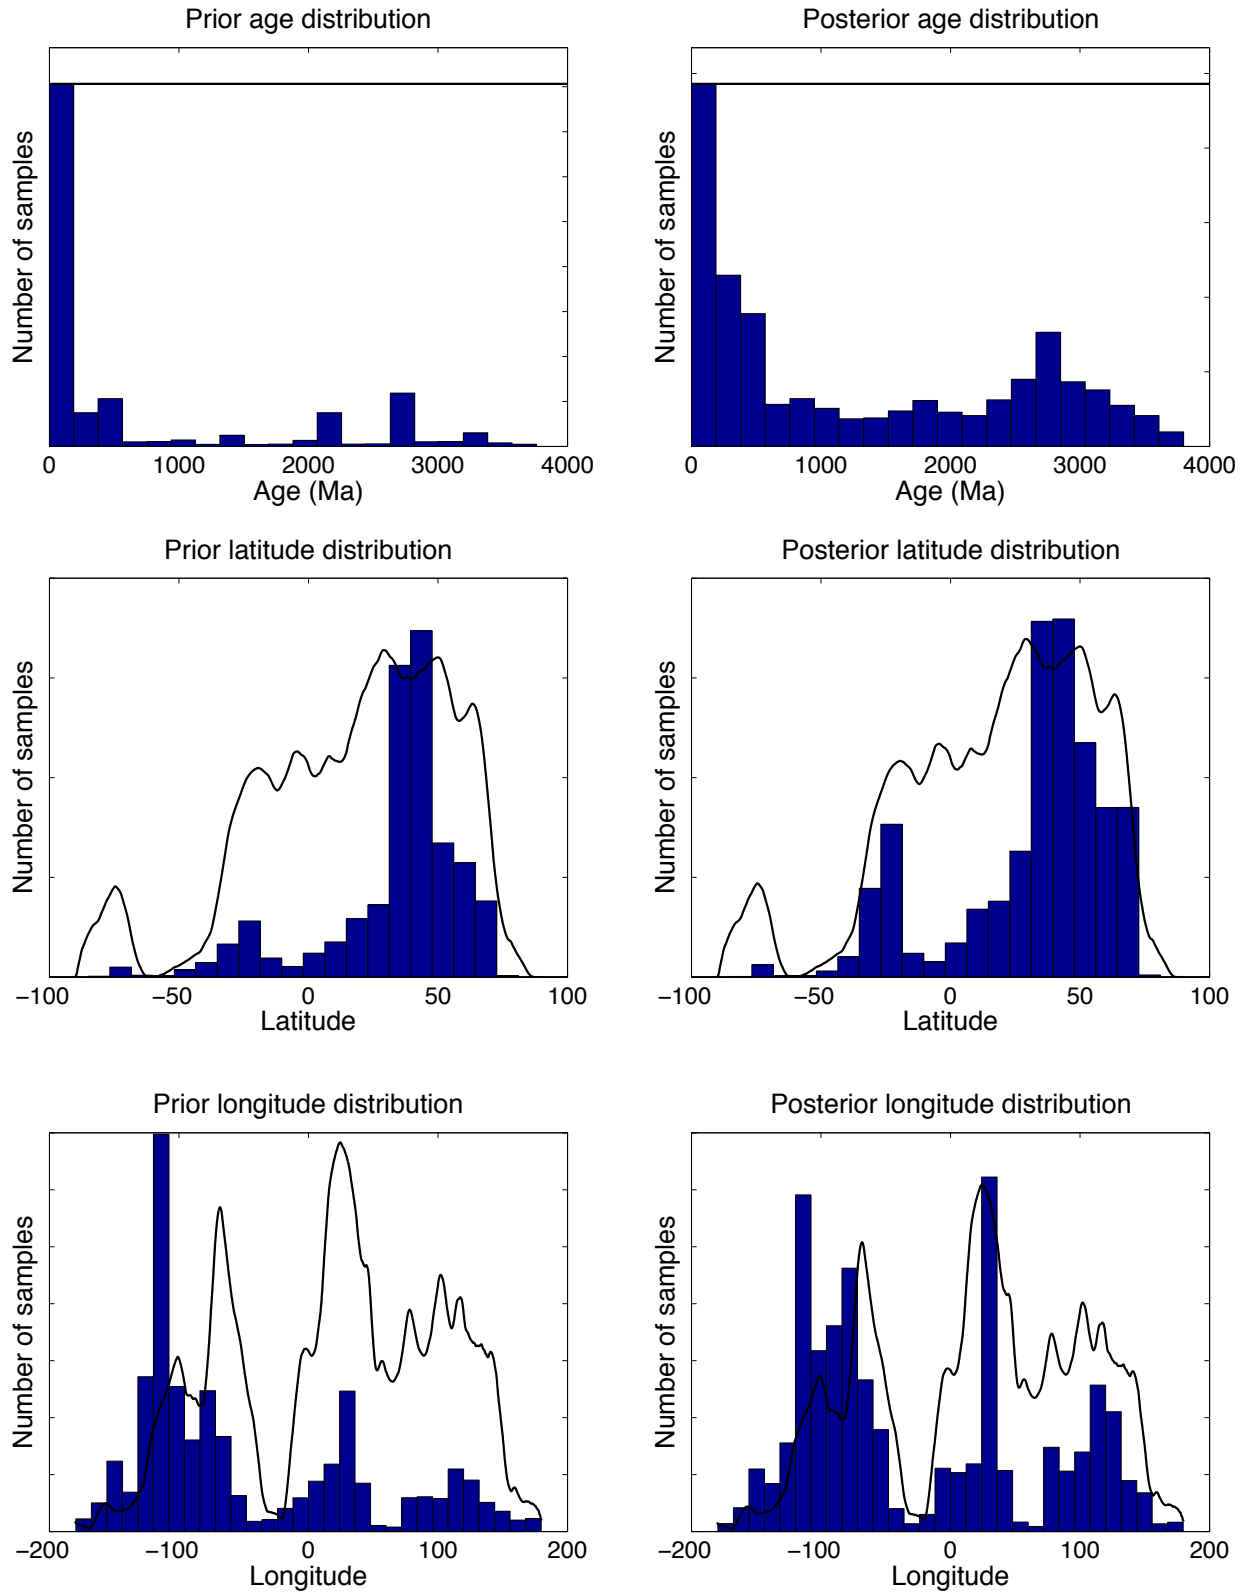 Prior age distribution
Posterior age distribution
Number of samples
Number of samples
0 1000 2000 3000 4000
0 1000 2000 3000 4000
Age (Ma)
Age (Ma)
Prior latitude distribution
Posterior latitude distribution
Number of samples
Number of samples
−100 −50 0 50 100
−100 −50 0 50 100
Latitude
Latitude
Prior longitude distribution
Posterior longitude distribution
Number of samples
Number of samples
−200 −100 0 100 200
−200 −100 0 100 200
Longitude
Longitude